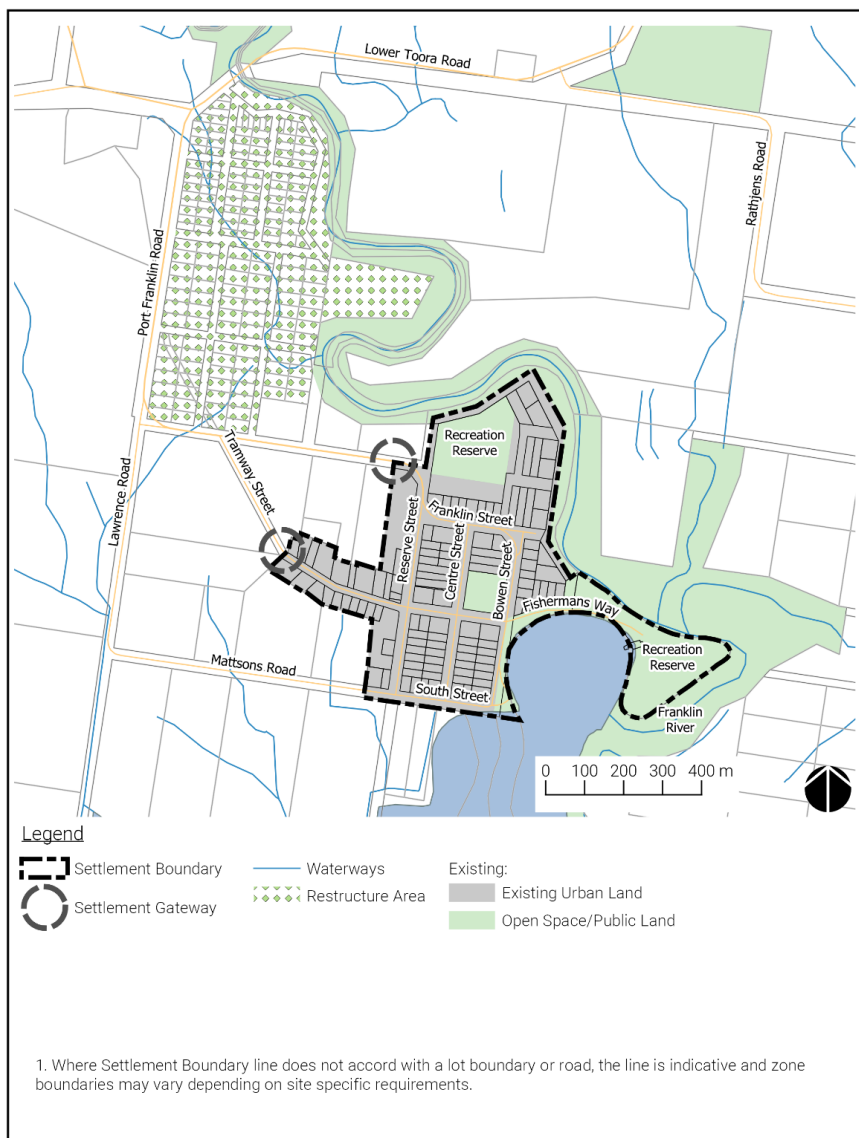 Lower Toora Road
Rathjens Road
Port Franklin Road
Recreation
Reserve
Tramway Street
Lawrence Road
Franklin Street
Reserve Street
Centre Street
Bowen Street
Fishermans Way
Recreation
Reserve
Mattsons Road
South Street
Franklin
River
0 100 200 300 400 m
Legend
Settlement Boundary
Settlement Gateway
Waterways
Restructure Area
Existing:
Existing Urban Land
Open Space/Public Land
1. Where Settlement Boundary line does not accord with a lot boundary or road, the line is indicative and zone
boundaries may vary depending on site specific requirements.